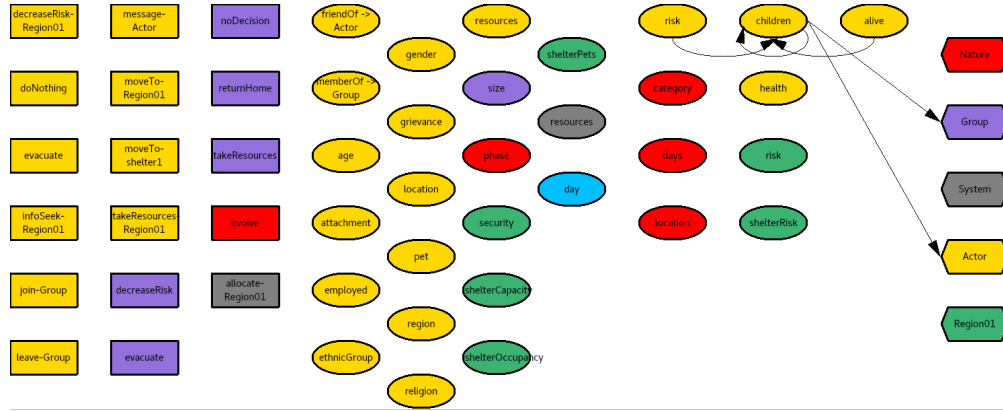 decreaseRisk-
Region01
message-
Actor
noDecision
friendOf ->
Actor
resources
risk
children
alive
gender
shelterPets
Nature
doNothing
moveTo-
Region01
returnHome
memberOf ->
Group
size
category
health
grievance
resources
Group
evacuate
moveTo-
shelter1
takeResources
age
phase
days
risk
location
day
System
infoSeek-
Region01
takeResources-
Region01
evolve
attachment
security
location
shelterRisk
pet
Actor
join-Group
decreaseRisk
allocate-
Region01
employed
shelterCapacity
region
Region01
leave-Group
evacuate
ethnicGroup
shelterOccupancy
religion